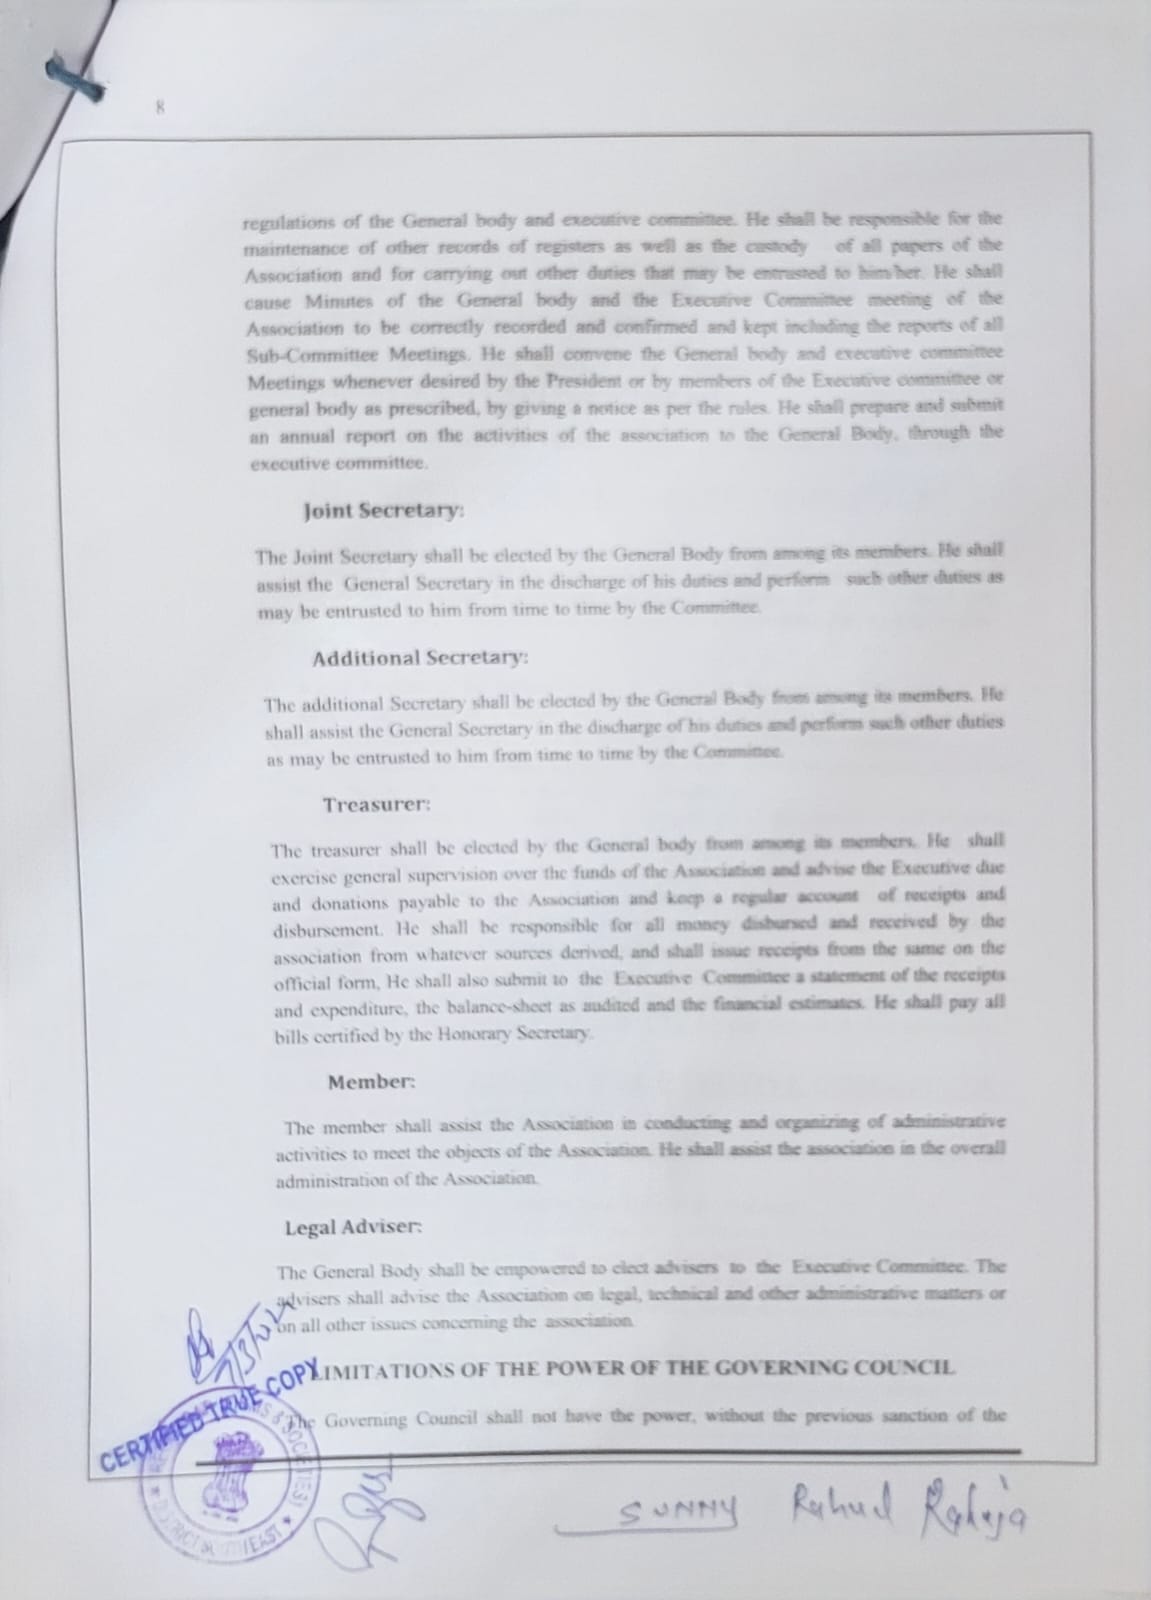 8
regulations of the General body and executive committee. He shall be responsible for the
maintenance of other records of registers as well as the custody of all papers of the
Association and for carrying out other duties that may be entrusted to him/her. He shall
cause Minutes of the General body and the Executive Committee meeting of the
Association to be correctly recorded and confirmed and kept including the reports of all
Sub-Committee Meetings. He shall convene the General body and executive committee
Meetings whenever desired by the President or by members of the Executive committee or
general body as prescribed, by giving a notice as per the rules. He shall prepare and submit
an annual report on the activities of the association to the General Body, through the
executive committee.
Joint Secretary:
The Joint Secretary shall be elected by the General Body from among its members. He shall
assist the General Secretary in the discharge of his duties and perform such other duties as
may be entrusted to him from time to time by the Committee.
Additional Secretary:
The additional Secretary shall be elected by the General Body from among its members. He
shall assist the General Secretary in the discharge of his duties and perform such other duties
as may be entrusted to him from time to time by the Committee.
Treasurer:
The treasurer shall be elected by the General body from among its members. He shall
exercise general supervision over the funds of the Association and advise the Executive due
and donations payable to the Association and keep a regular account of receipts and
disbursement. He shall be responsible for all money disbursed and received by the
association from whatever sources derived, and shall issue receipts from the same on the
official form, He shall also submit to the Executive Committee a statement of the receipts
and expenditure, the balance-sheet as audited and the financial estimates. He shall pay all
bills certified by the Honorary Secretary.
Member:
The member shall assist the Association in conducting and organizing of administrative
activities to meet the objects of the Association. He shall assist the association in the overall
administration of the Association.
Legal Adviser:
The General Body shall be empowered to elect advisers to the Executive Committee. The
advisers shall advise the Association on legal, technical and other administrative matters or
on all other issues concerning the association.
LIMITATIONS OF THE POWER OF THE GOVERNING COUNCIL
The Governing Council shall not have the power, without the previous sanction of the
CERTIFIED TRUE COPY
SUNNY Rahul Raheja